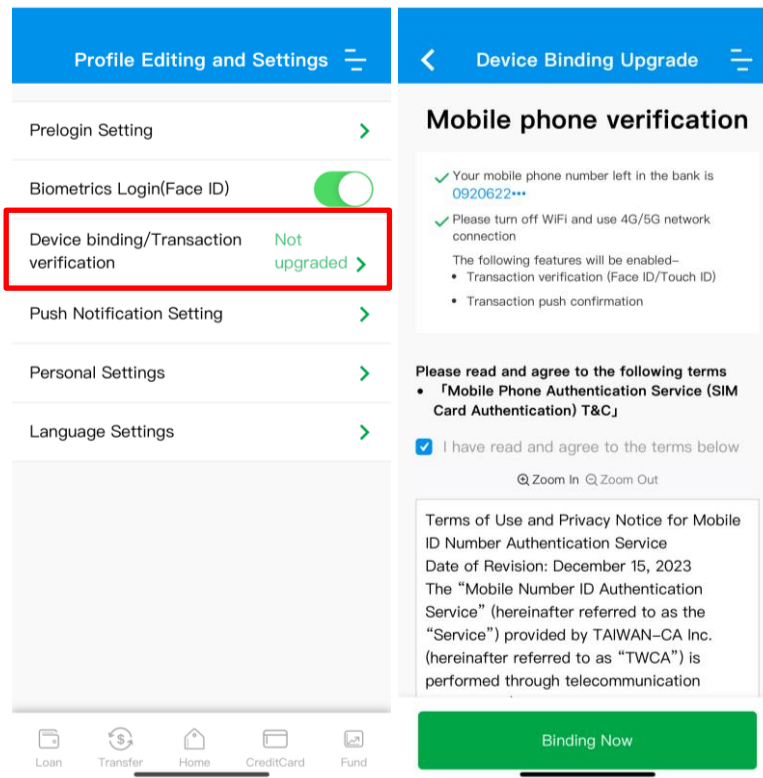 Profile Editing and Settings
Prelogin Setting
Biometrics Login(Face ID)
Device binding/Transaction
verification
Not
upgraded
Push Notification Setting
Personal Settings
Language Settings
Loan
Transfer
Home
CreditCard
Fund
Device Binding Upgrade
Mobile phone verification
Your mobile phone number left in the bank is
0920622•••
Please turn off WiFi and use 4G/5G network
connection
The following features will be enabled–
• Transaction verification (Face ID/Touch ID)
• Transaction push confirmation
Please read and agree to the following terms
• 「Mobile Phone Authentication Service (SIM
Card Authentication) T&C」
I have read and agree to the terms below
Zoom In Zoom Out
Terms of Use and Privacy Notice for Mobile
ID Number Authentication Service
Date of Revision: December 15, 2023
The “Mobile Number ID Authentication
Service” (hereinafter referred to as the
“Service”) provided by TAIWAN–CA Inc.
(hereinafter referred to as “TWCA”) is
performed through telecommunication
Binding Now